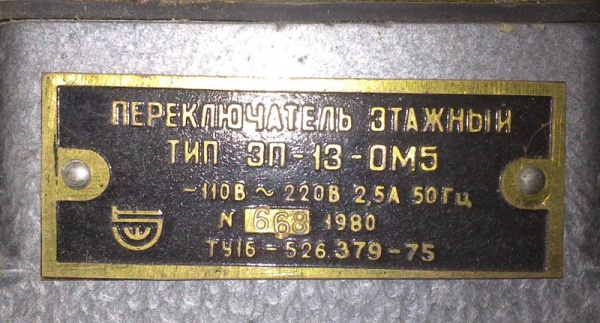 ПЕРЕКЛЮЧАТЕЛЬ ЭТАЖНЫЙ
ТИП ЭП-13-ОМ5
-110В ~ 220В 2,5А 50Гц
N 668 1980
ТУ16-526.379-75